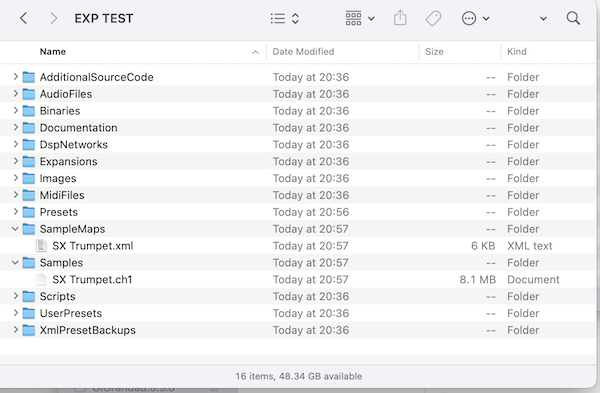 EXP TEST
Name Date Modified Size Kind
AdditionalSourceCode Today at 20:36 -- Folder
AudioFiles Today at 20:36 -- Folder
Binaries Today at 20:36 -- Folder
Documentation Today at 20:36 -- Folder
DspNetworks Today at 20:36 -- Folder
Expansions Today at 20:36 -- Folder
Images Today at 20:36 -- Folder
MidiFiles Today at 20:36 -- Folder
Presets Today at 20:56 -- Folder
SampleMaps Today at 20:57 -- Folder
SX Trumpet.xml Today at 20:57 6 KB XML text
Samples Today at 20:57 -- Folder
SX Trumpet.ch1 Today at 20:57 8.1 MB Document
Scripts Today at 20:36 -- Folder
UserPresets Today at 20:36 -- Folder
XmlPresetBackups Today at 20:36 -- Folder
16 items, 48.34 GB available